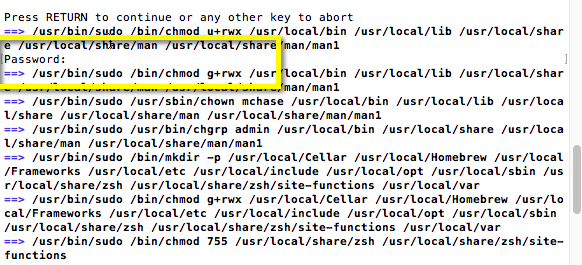 Press RETURN to continue or any other key to abort
==> /usr/bin/sudo /bin/chmod u+rwx /usr/local/bin /usr/local/lib /usr/local/shar
e /usr/local/share/man /usr/local/share/man/man1
[Password: ]
==> /usr/bin/sudo /bin/chmod g+rwx /usr/local/bin /usr/local/lib /usr/local/shar
e /usr/local/share/man /usr/local/share/man/man1
==> /usr/bin/sudo /usr/sbin/chown mchase /usr/local/bin /usr/local/lib /usr/loca
l/share /usr/local/share/man /usr/local/share/man/man1
==> /usr/bin/sudo /usr/bin/chgrp admin /usr/local/bin /usr/local/share /usr/loca
l/share/man /usr/local/share/man/man1
==> /usr/bin/sudo /bin/mkdir -p /usr/local/Cellar /usr/local/Homebrew /usr/local
/Frameworks /usr/local/etc /usr/local/include /usr/local/opt /usr/local/sbin /us
r/local/share/zsh /usr/local/share/zsh/site-functions /usr/local/var
==> /usr/bin/sudo /bin/chmod g+rwx /usr/local/Cellar /usr/local/Homebrew /usr/lo
cal/Frameworks /usr/local/etc /usr/local/include /usr/local/opt /usr/local/sbin
/usr/local/share/zsh /usr/local/share/zsh/site-functions /usr/local/var
==> /usr/bin/sudo /bin/chmod 755 /usr/local/share/zsh /usr/local/share/zsh/site-
functions